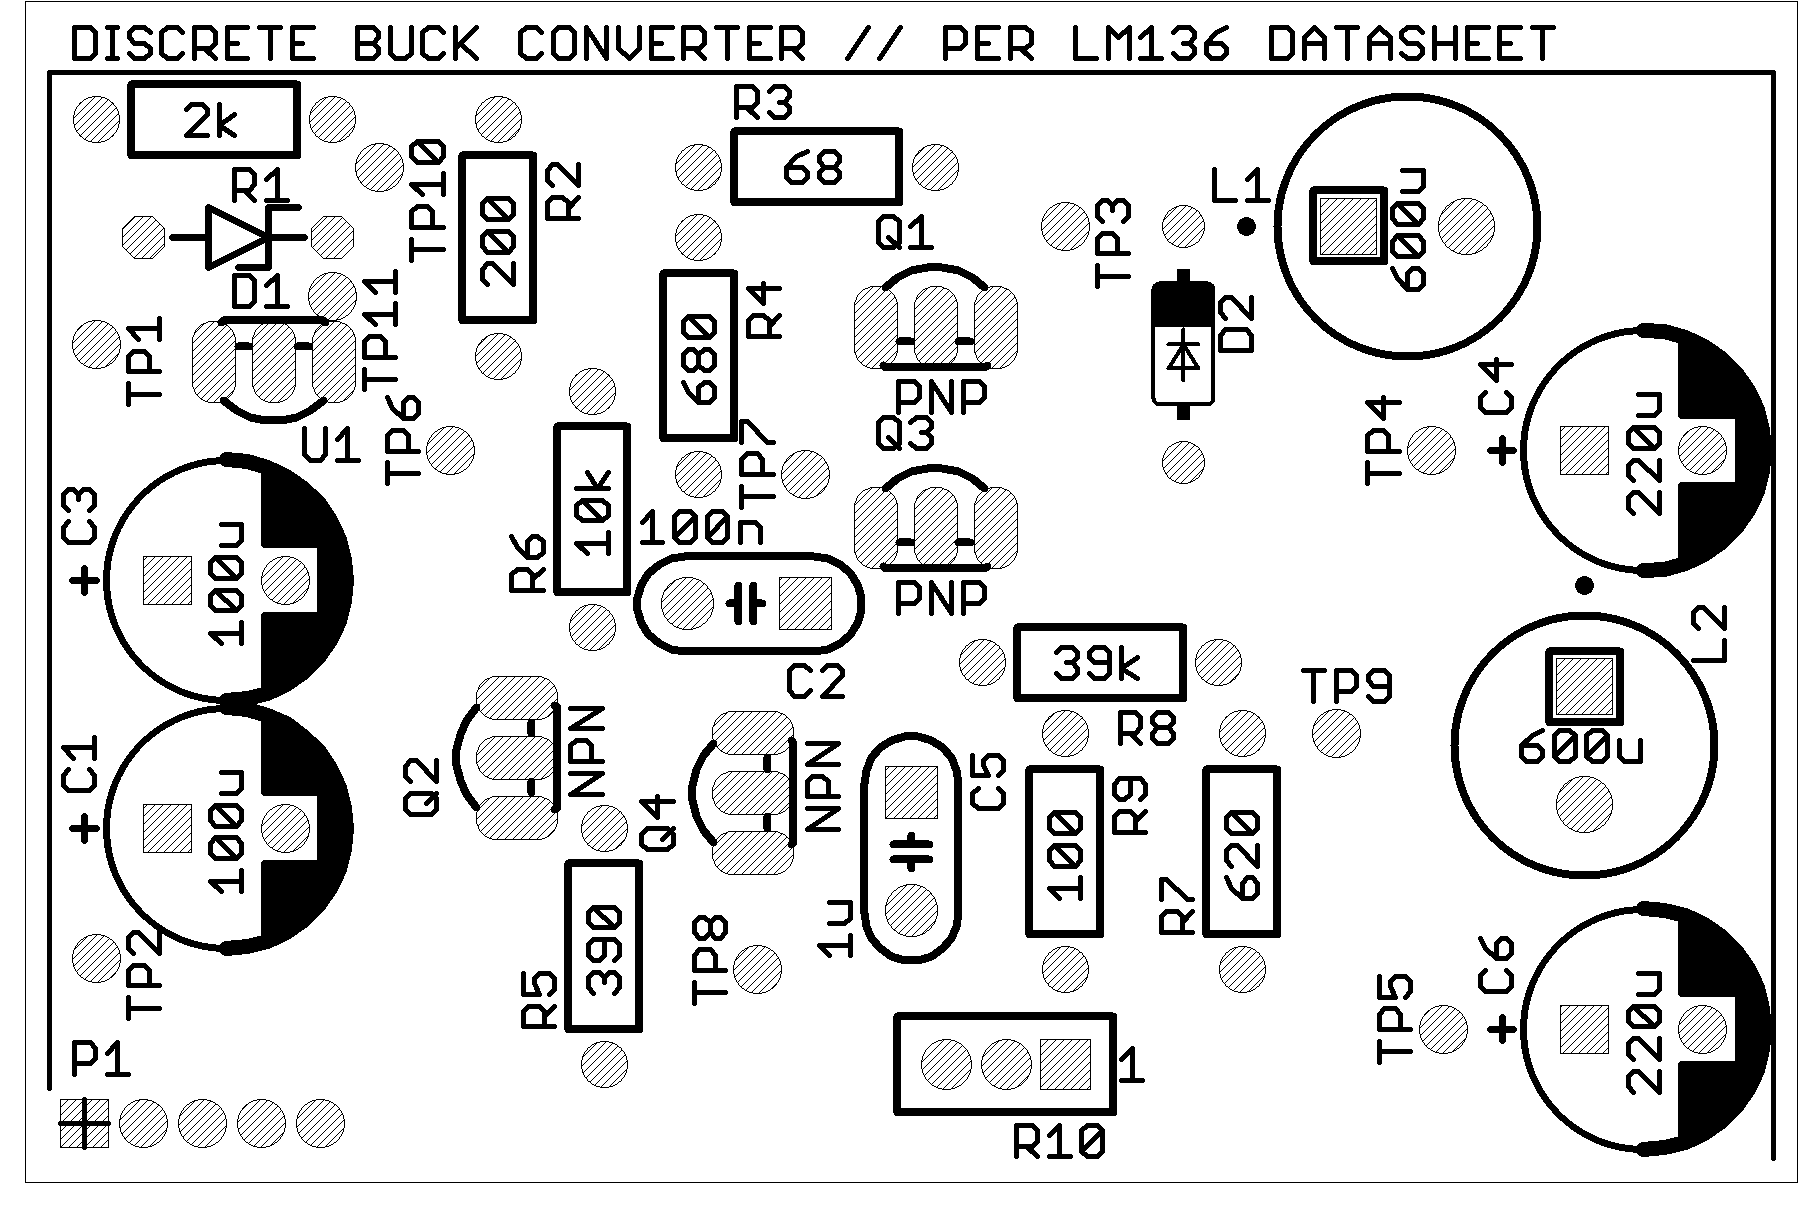 DISCRETE BUCK CONVERTER // PER LM136 DATASHEET
2k
R1
D1
TP10
200
R2
R3
68
Q1
PNP
TP3
L1
600u
D2
TP1
TP11
U1
TP6
680
R4
TP7
Q3
PNP
TP4
C4
+
220u
C3
+
100u
R6
10k
100n
C2
39k
R8
TP9
L2
600u
C1
+
100u
Q2
NPN
Q4
NPN
C5
1u
100
R9
620
R7
TP2
R5
390
TP8
TP5
C6
+
220u
P1
1
R10